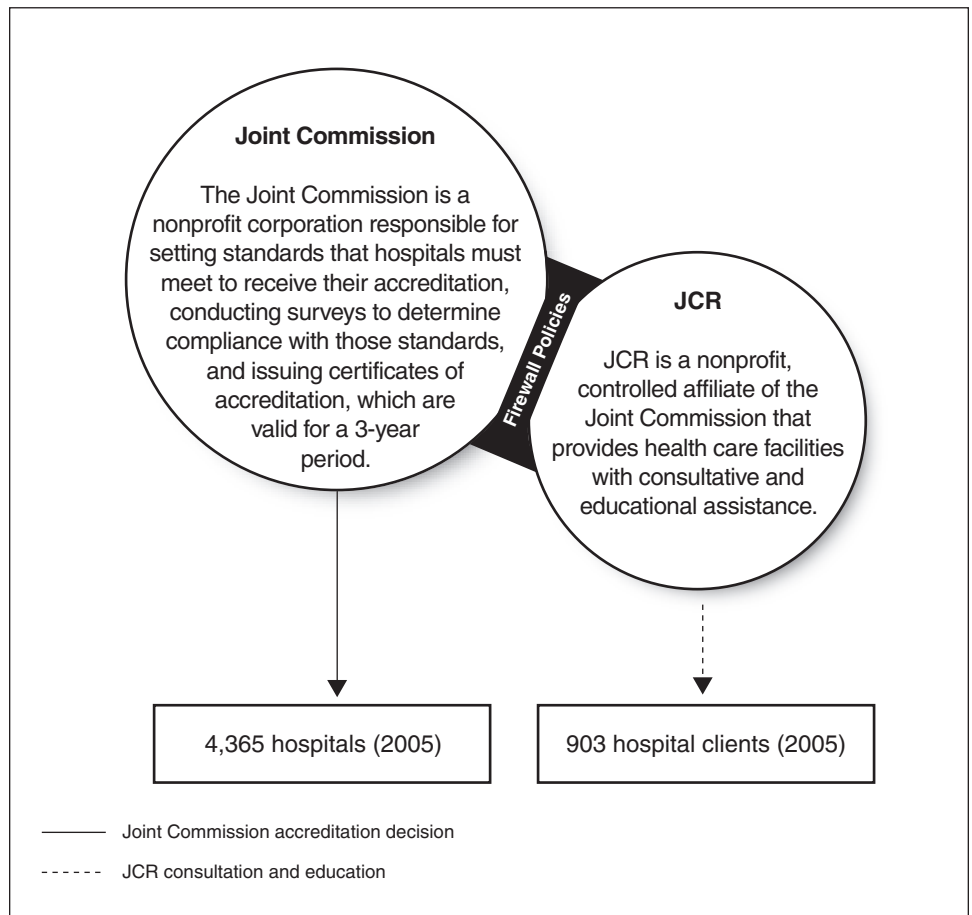 Joint Commission
The Joint Commission is a
nonprofit corporation responsible for
setting standards that hospitals must
meet to receive their accreditation,
conducting surveys to determine
compliance with those standards,
and issuing certificates of
accreditation, which are
valid for a 3-year
period.
Firewall Policies
JCR
JCR is a nonprofit,
controlled affiliate of the
Joint Commission that
provides health care facilities
with consultative and
educational assistance.
4,365 hospitals (2005)
903 hospital clients (2005)
Joint Commission accreditation decision
JCR consultation and education